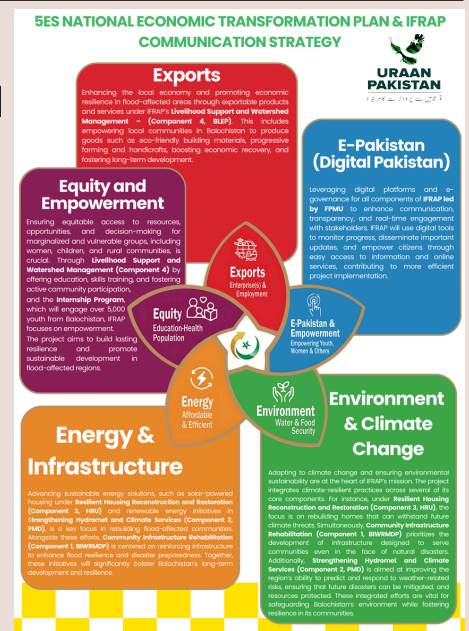 5ES NATIONAL ECONOMIC TRANSFORMATION PLAN & IFRAP
COMMUNICATION STRATEGY
URAAN
PAKISTAN
Exports
Enhancing the local economy and promoting economic
resilience in flood-affected areas through exportable products
and services under IFRAP's Livelihood Support and Watershed
Management – (Component 4, BLEP). This includes
empowering local communities in Balochistan to produce
goods such as eco-friendly building materials, progressive
farming and handicrafts, boosting economic recovery, and
fostering long-term development.
E-Pakistan
(Digital Pakistan)
Leveraging digital platforms and e-
governance for all components of IFRAP led
by FPMU to enhance communication,
transparency, and real-time engagement
with stakeholders. IFRAP will use digital tools
to monitor progress, disseminate important
updates, and empower citizens through
easy access to information and online
services, contributing to more efficient
project implementation.
Equity and
Empowerment
Ensuring equitable access to resources,
opportunities, and decision-making for
marginalized and vulnerable groups, including
women, children, and rural communities, is
crucial. Through Livelihood Support and
Watershed Management (Component 4) by
offering education, skills training, and fostering
active community participation,
and the Internship Program,
which will engage over 5,000
youth from Balochistan, IFRAP
focuses on empowerment.
The project aims to build lasting
resilience and promote
sustainable development in
flood-affected regions.
Exports
Enterprise(s) &
Employment
Equity
Education-Health
Population
E-Pakistan &
Empowerment
Empowering Youth,
Women & Others
Energy
Affordable
& Efficient
Environment
Water & Food
Security
Energy &
Infrastructure
Advancing sustainable energy solutions, such as solar-powered
housing under Resilient Housing Reconstruction and Restoration
(Component 3, HRU) and renewable energy initiatives in
Strengthening Hydromet and Climate Services (Component 2,
PMD), is a key focus in rebuilding flood-affected communities.
Alongside these efforts, Community Infrastructure Rehabilitation
(Component 1, BIWRMDP) is centered on reinforcing infrastructure
to enhance flood resilience and disaster preparedness. Together,
these initiatives will significantly bolster Balochistan's long-term
development and resilience.
Environment
& Climate
Change
Adapting to climate change and ensuring environmental
sustainability are at the heart of IFRAP's mission. The project
integrates climate-resilient practices across several of its
core components. For instance, under Resilient Housing
Reconstruction and Restoration (Component 3, HRU), the
focus is on rebuilding homes that can withstand future
climate threats. Simultaneously, Community Infrastructure
Rehabilitation (Component 1, BIWRMDP) prioritizes the
development of infrastructure designed to serve
communities even in the face of natural disasters.
Additionally, Strengthening Hydromet and Climate
Services (Component 2, PMD) is aimed at improving the
region's ability to predict and respond to weather-related
risks, ensuring that future disasters can be mitigated, and
resources protected. These integrated efforts are vital for
safeguarding Balochistan's environment while fostering
resilience in its communities.